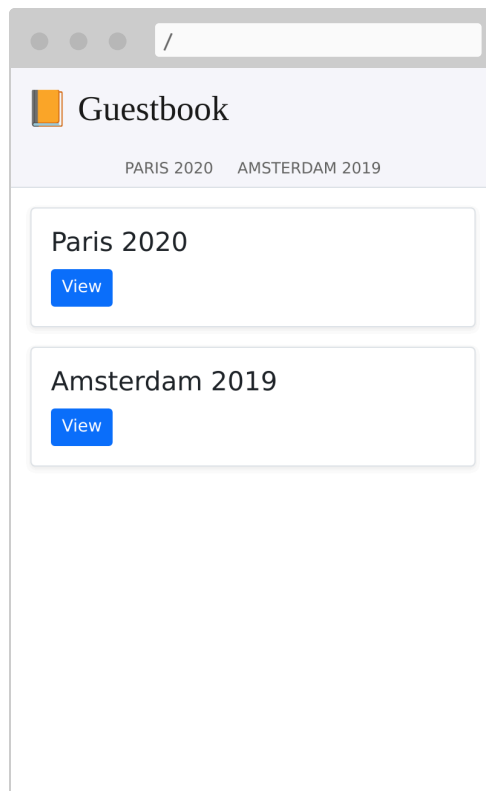 /
Guestbook
PARIS 2020 AMSTERDAM 2019
Paris 2020
View
Amsterdam 2019
View